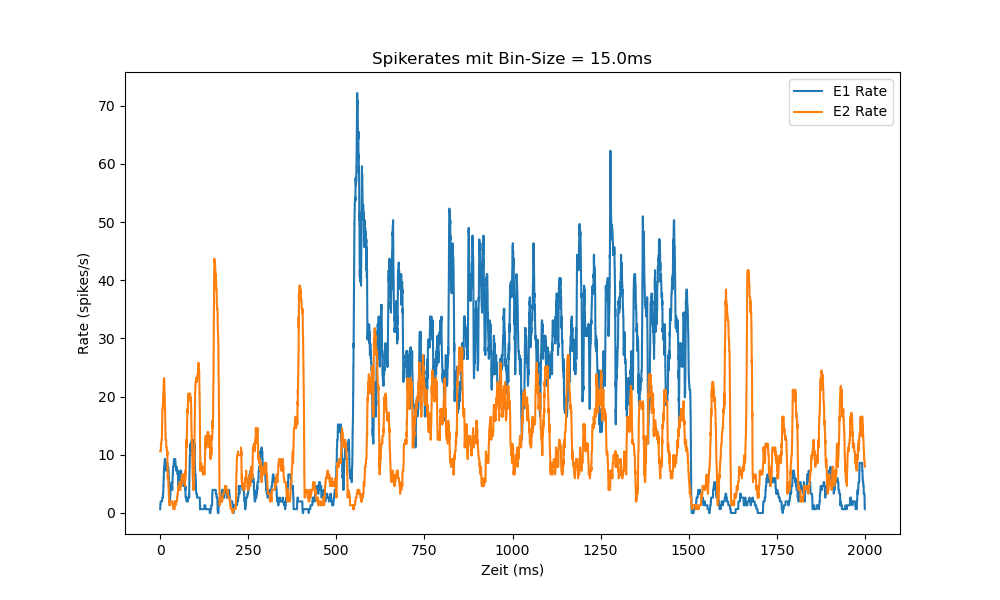 Spikerates mit Bin-Size = 15.0ms
E1 Rate
E2 Rate
Rate (spikes/s)
70
60
50
40
30
20
10
0
0 250 500 750 1000 1250 1500 1750 2000
Zeit (ms)